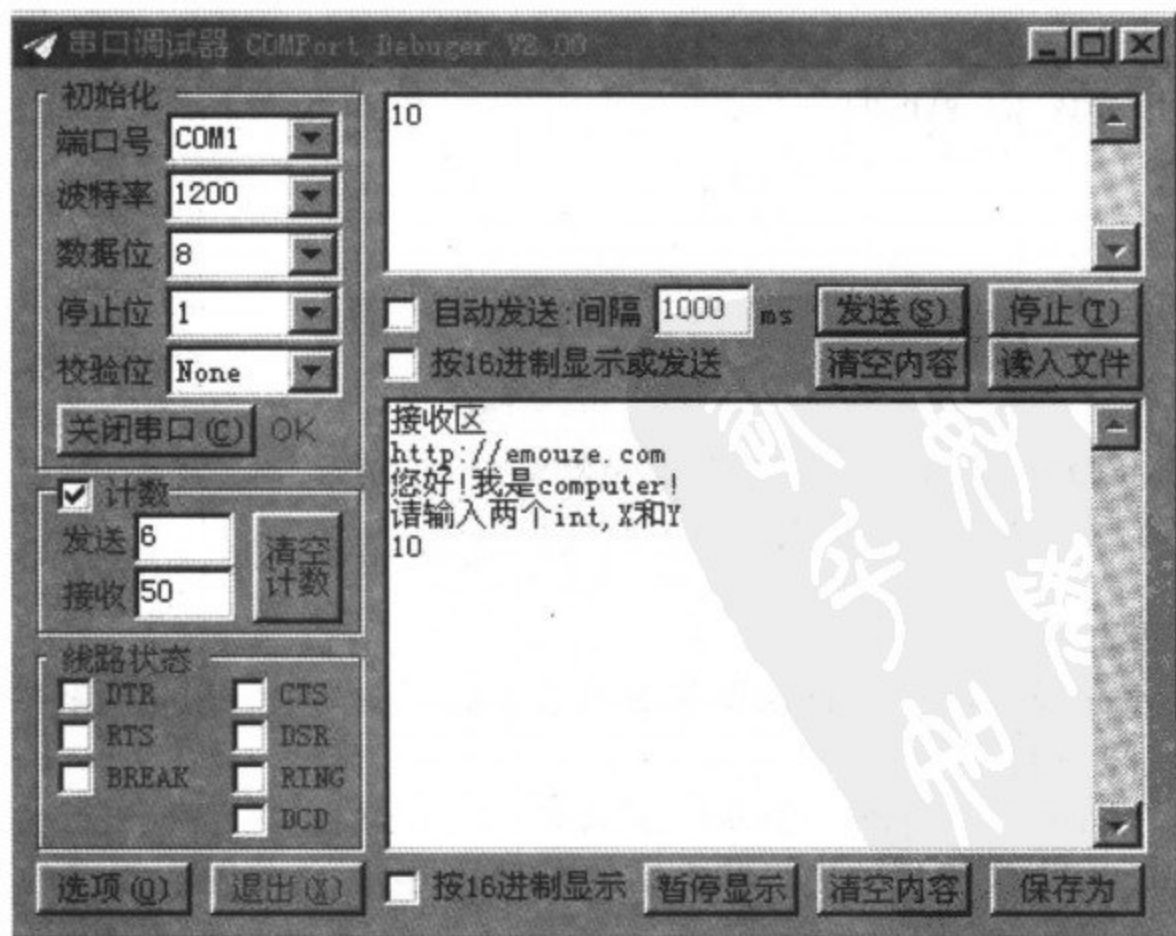 串口调试器 COMPort Debuger V2.00
初始化
端口号 COM1
波特率 1200
数据位 8
停止位 1
校验位 None
关闭串口(C) OK
计数
发送 6
接收 50
清空
计数
线路状态
DTR CTS
RTS DSR
BREAK RING
DCD
选项(O) 退出(X)
10
自动发送:间隔 1000 ms 发送(S) 停止(T)
按16进制显示或发送 清空内容 读入文件
接收区
http://emouze.com
您好!我是computer!
请输入两个int,X和Y
10
按16进制显示 暂停显示 清空内容 保存为